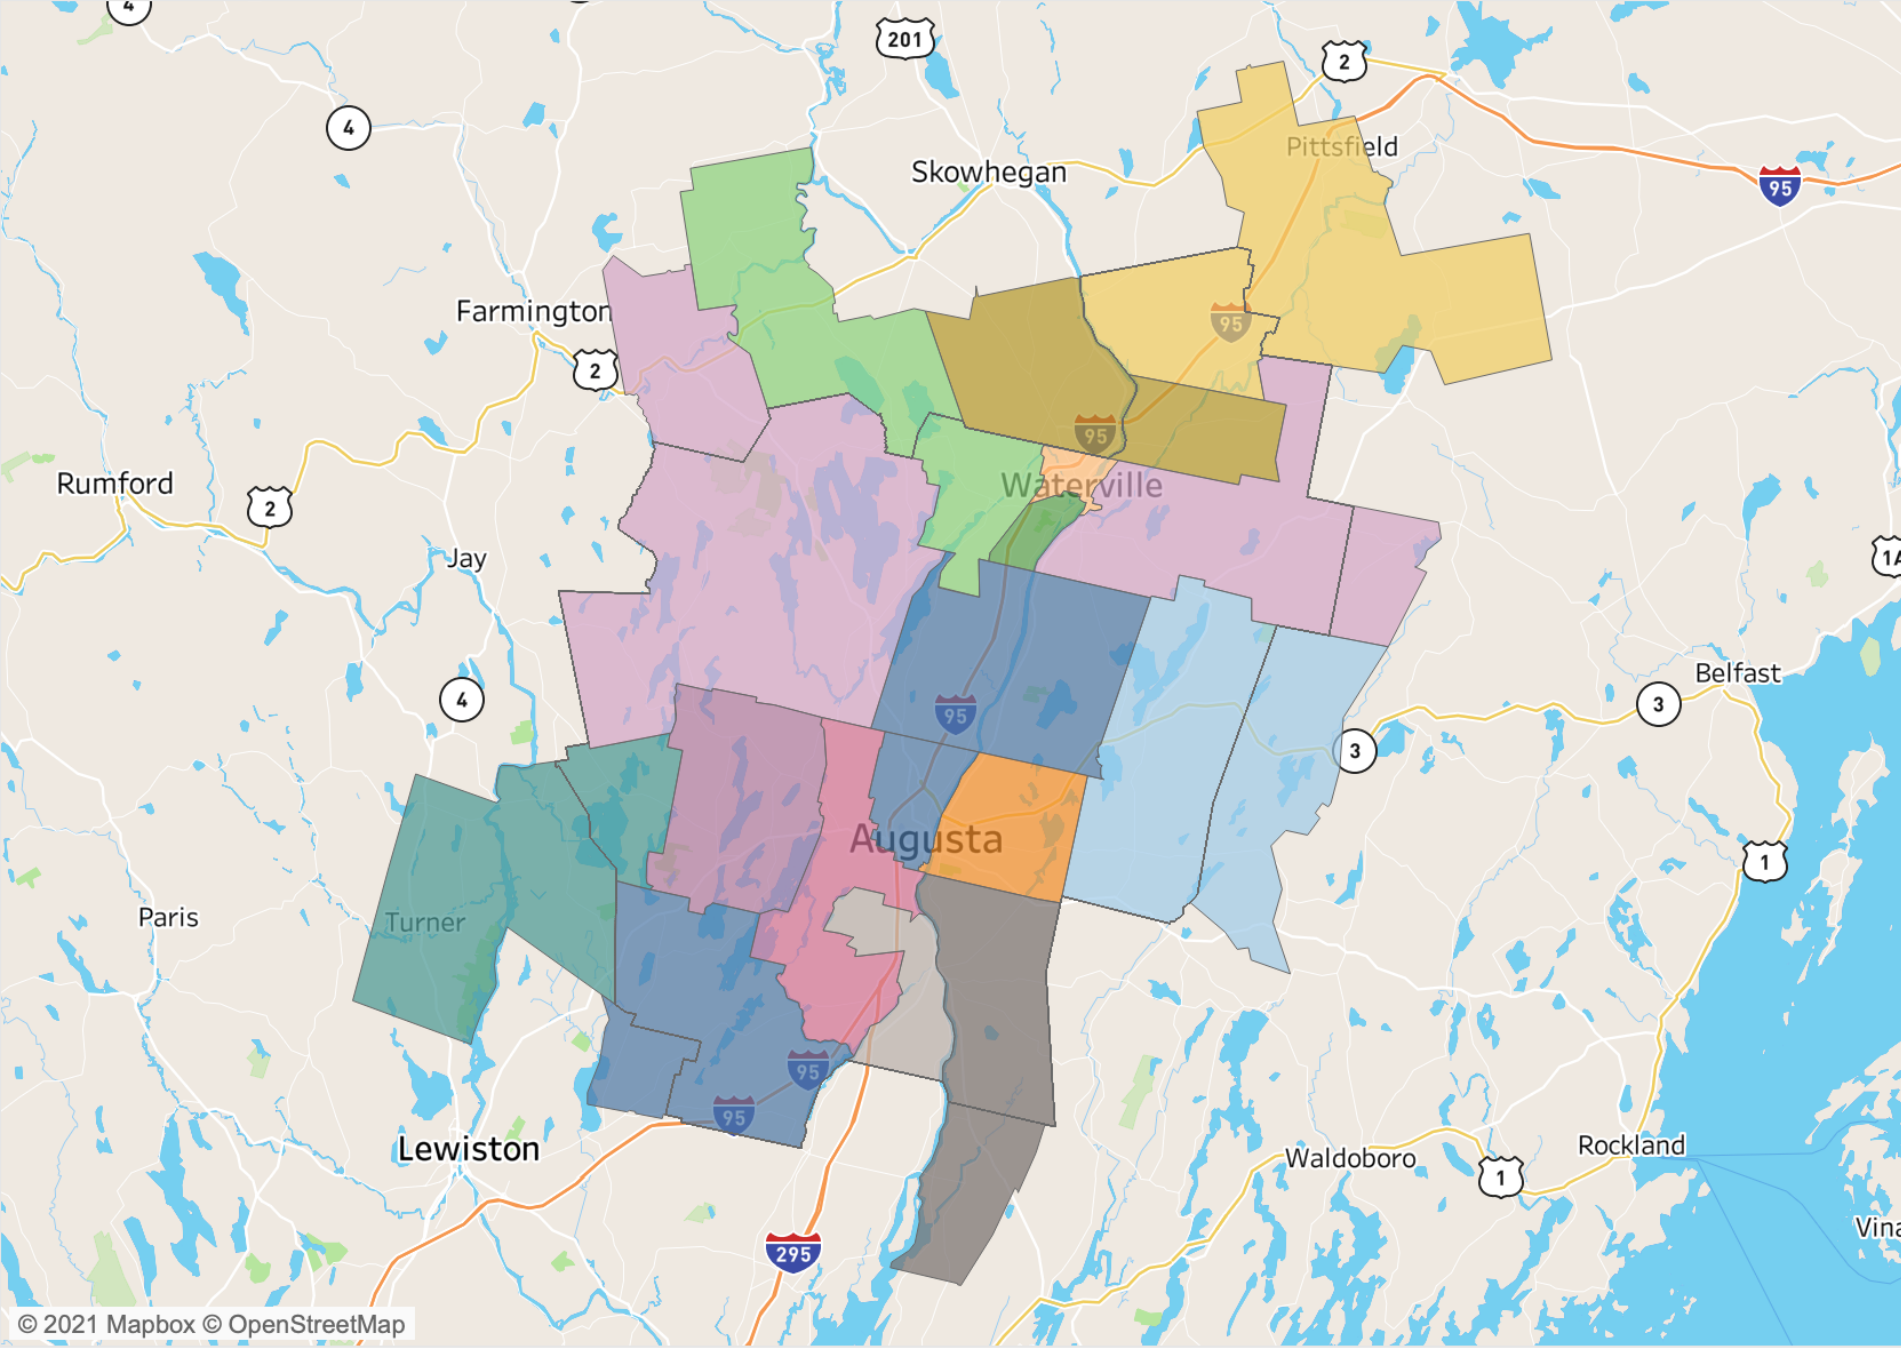 4
201
2
4
Pittsfield
Skowhegan
95
Farmington
95
2
95
Rumford
Waterville
2
Jay
1A
Belfast
4
3
95
3
Augusta
1
Paris
Turner
95
95
Lewiston
Waldoboro
Rockland
1
Vina
295
© 2021 Mapbox © OpenStreetMap